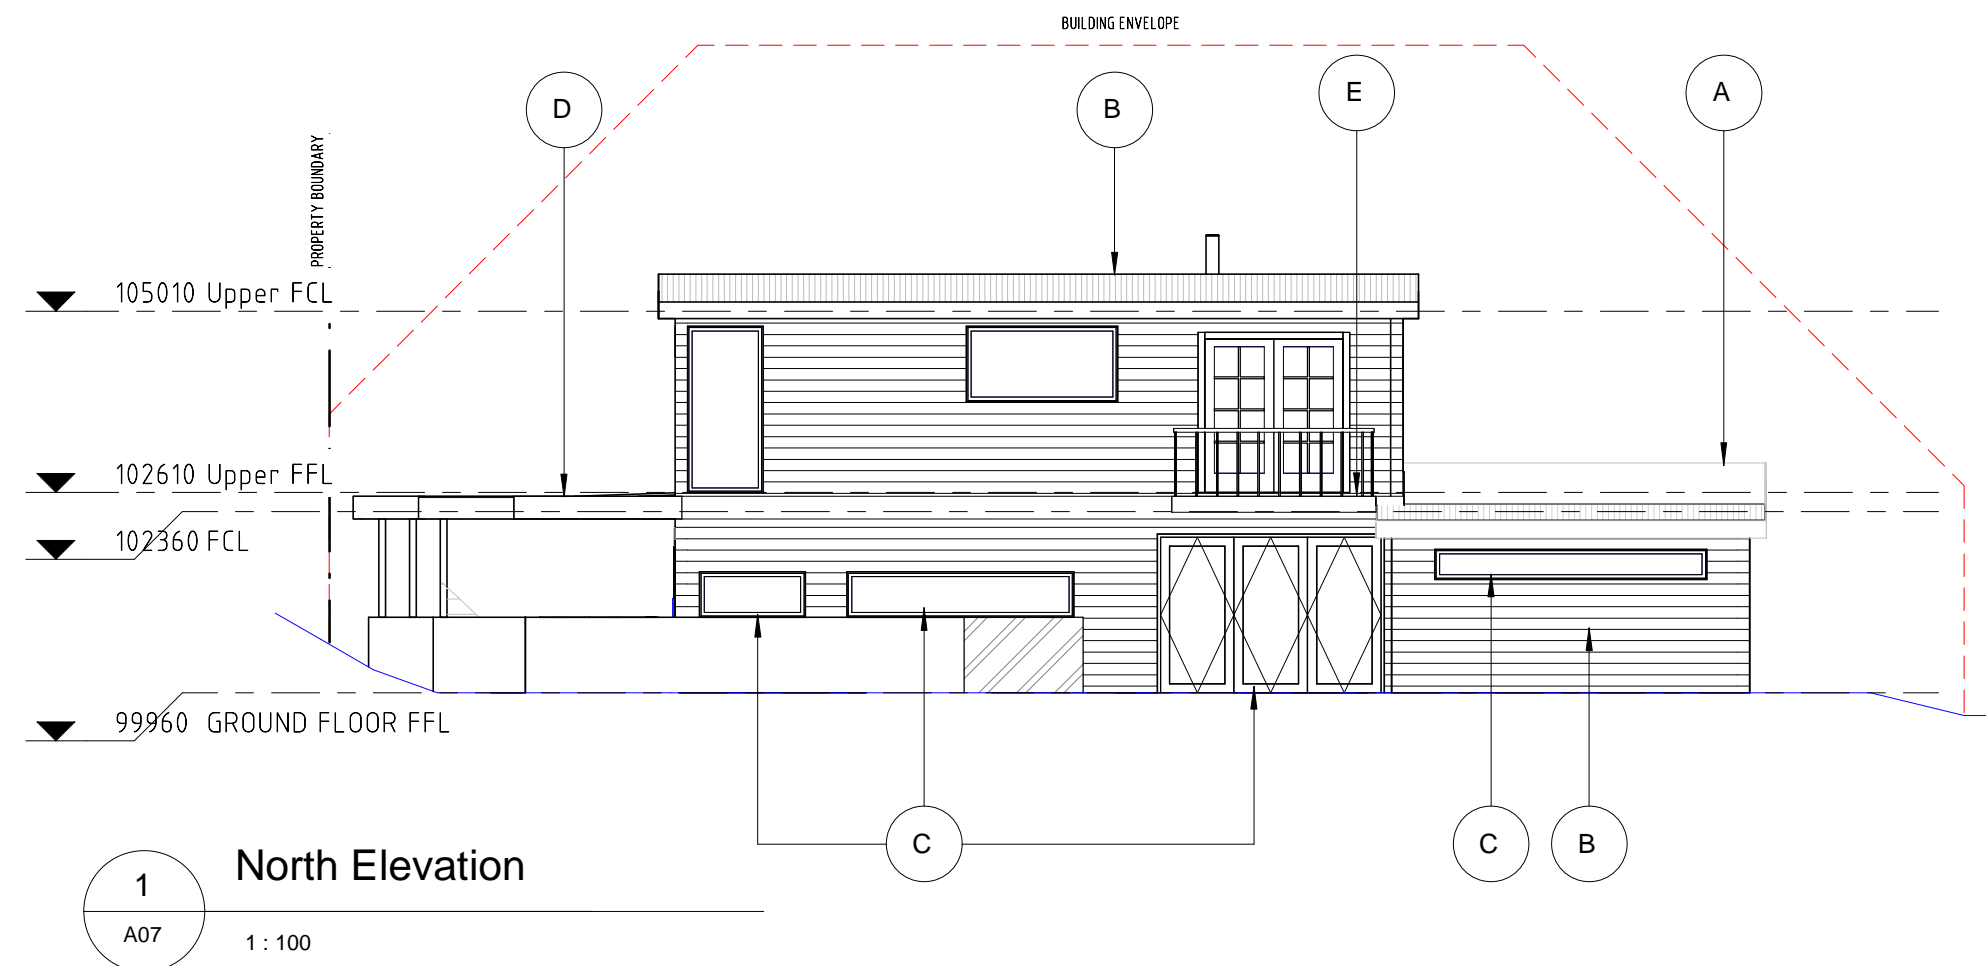 BUILDING ENVELOPE
D
B
E
A
PROPERTY BOUNDARY
105010 Upper FCL
102610 Upper FFL
102360 FCL
99960 GROUND FLOOR FFL
C
C
B
1
North Elevation
A07
1 : 100